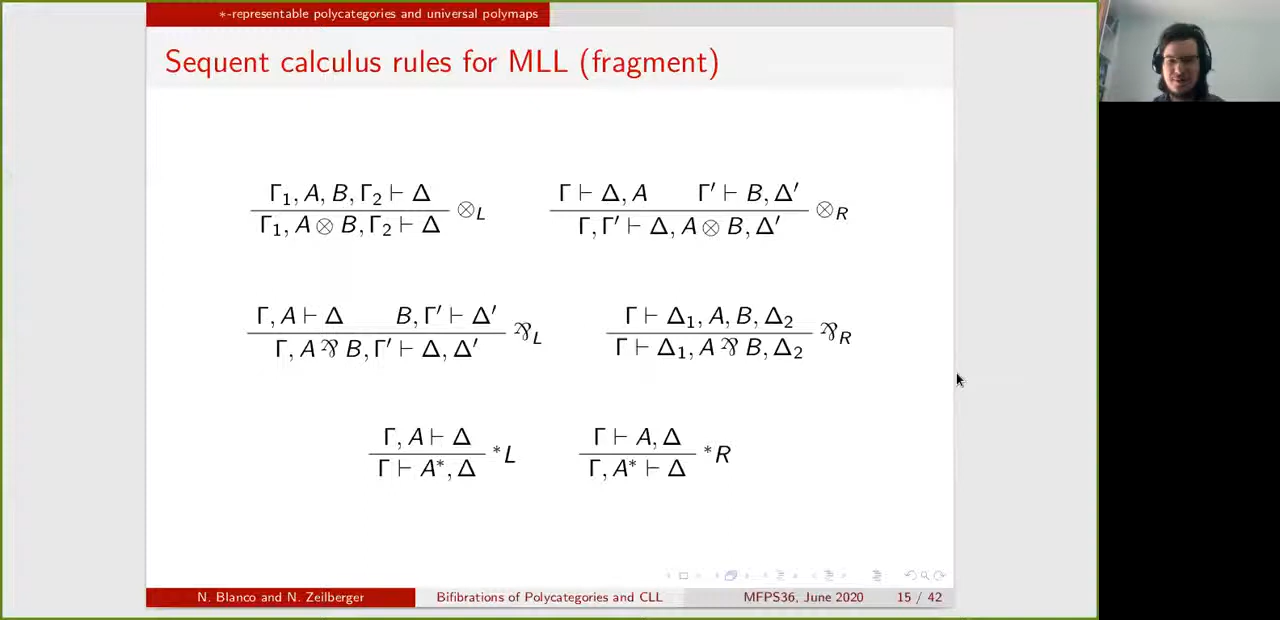 *-representable polycategories and universal polymaps
Sequent calculus rules for MLL (fragment)
Γ₁, A, B, Γ₂ ⊢ Δ
Γ₁, A ⊗ B, Γ₂ ⊢ Δ
⊗L
Γ ⊢ Δ, A Γ′ ⊢ B, Δ′
Γ, Γ′ ⊢ Δ, A ⊗ B, Δ′
⊗R
Γ, A ⊢ Δ B, Γ′ ⊢ Δ′
Γ, A ⅋ B, Γ′ ⊢ Δ, Δ′
⅋L
Γ ⊢ Δ₁, A, B, Δ₂
Γ ⊢ Δ₁, A ⅋ B, Δ₂
⅋R
Γ, A ⊢ Δ
Γ ⊢ A*, Δ
*L
Γ ⊢ A, Δ
Γ, A* ⊢ Δ
*R
N. Blanco and N. Zeilberger Bifibrations of Polycategories and CLL MFPS36, June 2020 15 / 42